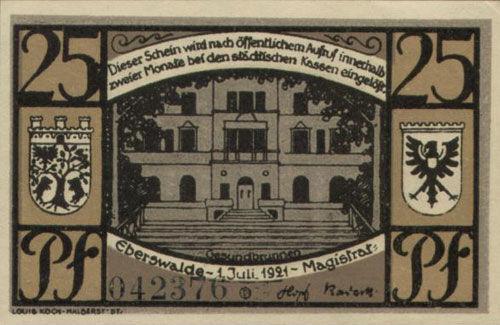 25
25
Dieser Schein wird nach öffentlichem Aufruf innerhalb
zweier Monate bei den städtischen Kassen eingelöst
Pf
Pf
Gesundbrunnen
Eberswalde - 1. Juli. 1921 - Magistrat:
042376
LOUIS KOCH-HALBERSTADT.